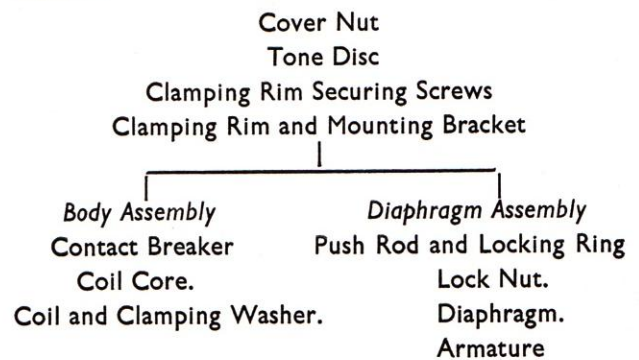 Cover Nut
Tone Disc
Clamping Rim Securing Screws
Clamping Rim and Mounting Bracket
Body Assembly
Contact Breaker
Coil Core.
Coil and Clamping Washer.
Diaphragm Assembly
Push Rod and Locking Ring
Lock Nut.
Diaphragm.
Armature